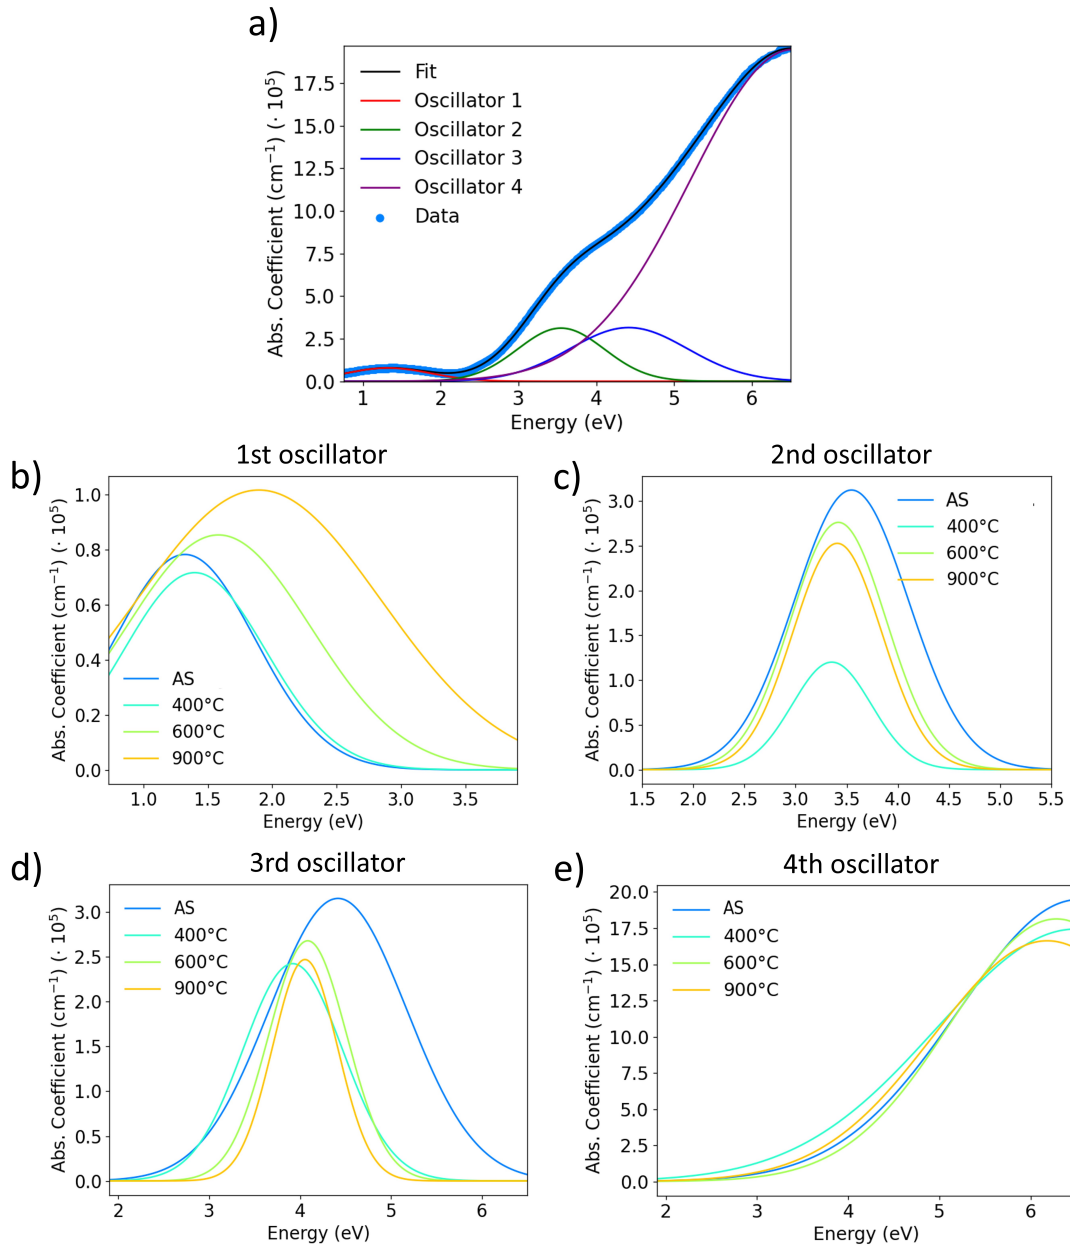 a)
Abs. Coefficient (cm⁻¹) (· 10⁵)
17.5
15.0
12.5
10.0
7.5
5.0
2.5
0.0
Fit
Oscillator 1
Oscillator 2
Oscillator 3
Oscillator 4
Data
1 2 3 4 5 6
Energy (eV)
b)
1st oscillator
Abs. Coefficient (cm⁻¹) (· 10⁵)
1.0
0.8
0.6
0.4
0.2
0.0
AS
400°C
600°C
900°C
1.0 1.5 2.0 2.5 3.0 3.5
Energy (eV)
c)
2nd oscillator
Abs. Coefficient (cm⁻¹) (· 10⁵)
3.0
2.5
2.0
1.5
1.0
0.5
0.0
AS
400°C
600°C
900°C
1.5 2.0 2.5 3.0 3.5 4.0 4.5 5.0 5.5
Energy (eV)
d)
3rd oscillator
Abs. Coefficient (cm⁻¹) (· 10⁵)
3.0
2.5
2.0
1.5
1.0
0.5
0.0
AS
400°C
600°C
900°C
2 3 4 5 6
Energy (eV)
e)
4th oscillator
Abs. Coefficient (cm⁻¹) (· 10⁵)
20.0
17.5
15.0
12.5
10.0
7.5
5.0
2.5
0.0
AS
400°C
600°C
900°C
2 3 4 5 6
Energy (eV)